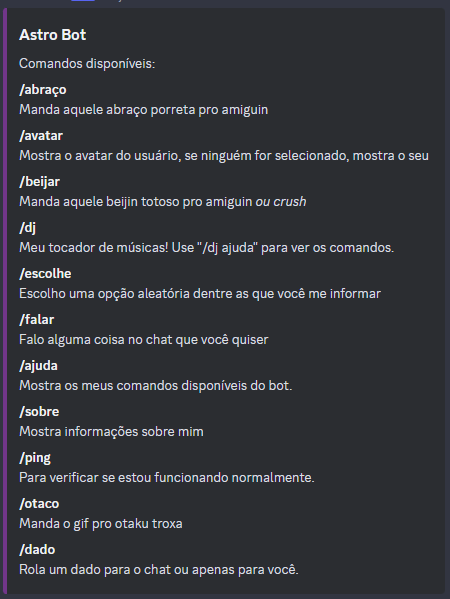 Astro Bot
Comandos disponíveis:
/abraço
Manda aquele abraço porreta pro amiguin
/avatar
Mostra o avatar do usuário, se ninguém for selecionado, mostra o seu
/beijar
Manda aquele beijin totoso pro amiguin ou crush
/dj
Meu tocador de músicas! Use "/dj ajuda" para ver os comandos.
/escolhe
Escolho uma opção aleatória dentre as que você me informar
/falar
Falo alguma coisa no chat que você quiser
/ajuda
Mostra os meus comandos disponíveis do bot.
/sobre
Mostra informações sobre mim
/ping
Para verificar se estou funcionando normalmente.
/otaco
Manda o gif pro otaku troxa
/dado
Rola um dado para o chat ou apenas para você.